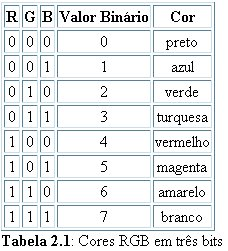 R G B Valor Binário Cor
0 0 0 0 preto
0 0 1 1 azul
0 1 0 2 verde
0 1 1 3 turquesa
1 0 0 4 vermelho
1 0 1 5 magenta
1 1 0 6 amarelo
1 1 1 7 branco
Tabela 2.1: Cores RGB em três bits